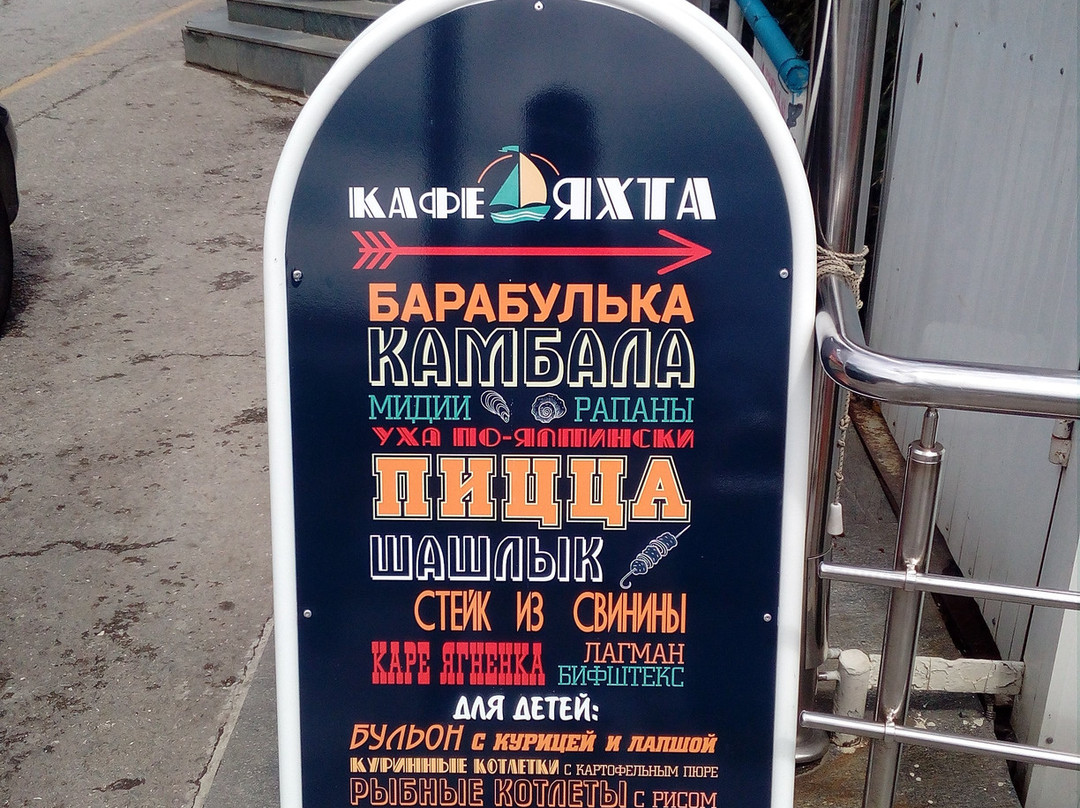 КАФЕ ЯХТА
БАРАБУЛЬКА
КАМБАЛА
МИДИИ РАПАНЫ
УХА ПО-ЯЛТИНСКИ
ПИЦЦА
ШАШЛЫК
СТЕЙК ИЗ СВИНИНЫ
КАРЕ ЯГНЕНКА
ЛАГМАН
БИФШТЕКС
ДЛЯ ДЕТЕЙ:
БУЛЬОН С КУРИЦЕЙ И ЛАПШОЙ
КУРИННЫЕ КОТЛЕТКИ С КАРТОФЕЛЬНЫМ ПЮРЕ
РЫБНЫЕ КОТЛЕТЫ С РИСОМ